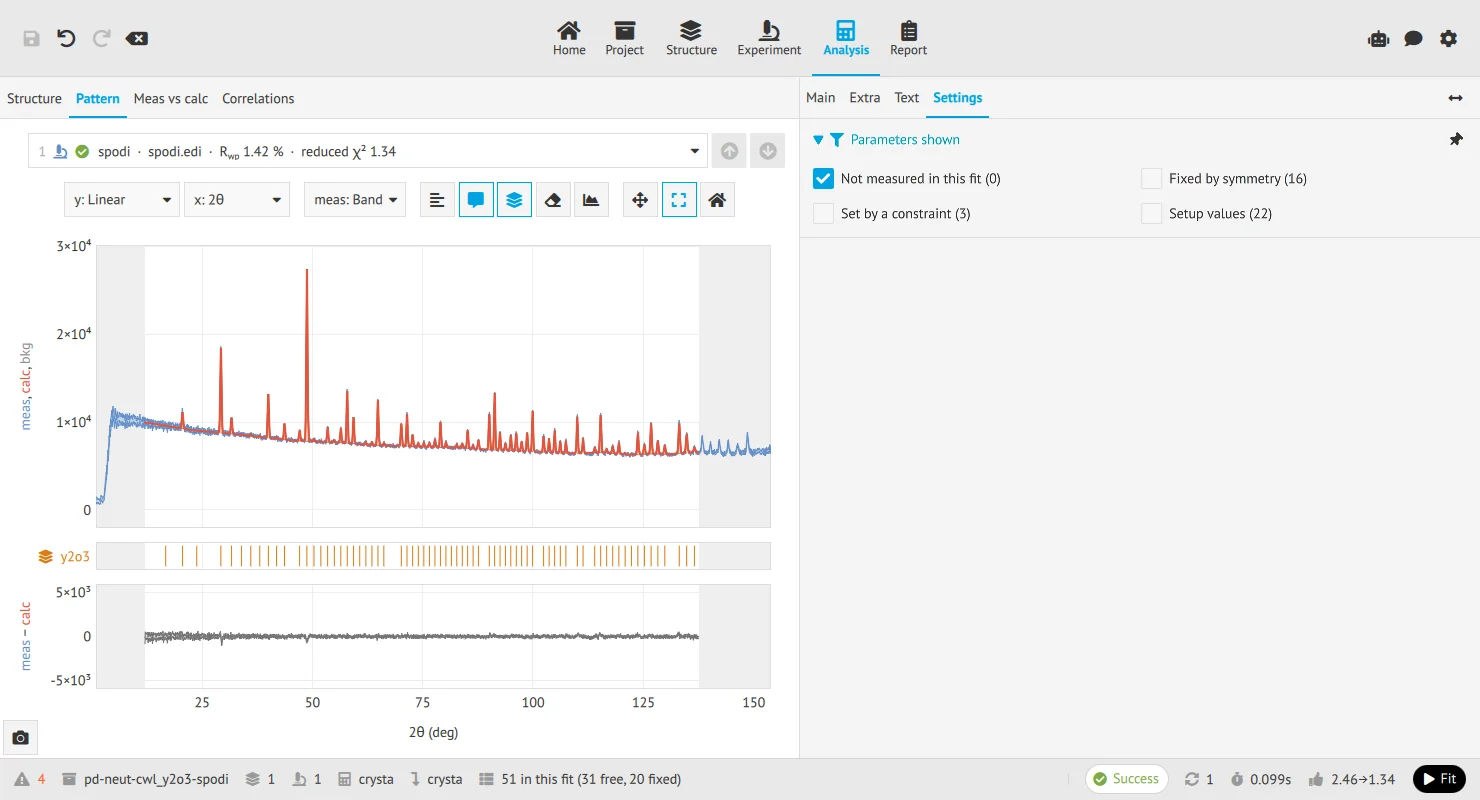 Home
Project
Structure
Experiment
Analysis
Report
Structure
Pattern
Meas vs calc
Correlations
Main
Extra
Text
Settings
1 spodi · spodi.edi · Rwp 1.42 % · reduced χ² 1.34
Parameters shown
Not measured in this fit (0)
Fixed by symmetry (16)
Set by a constraint (3)
Setup values (22)
y: Linear
x: 2θ
meas: Band
3×10⁴
2×10⁴
1×10⁴
0
meas, calc, bkg
y2o3
5×10³
0
-5×10³
meas − calc
25
50
75
100
125
150
2θ (deg)
4
pd-neut-cwl_y2o3-spodi
1
1
crysta
crysta
51 in this fit (31 free, 20 fixed)
Success
1
0.099s
2.46→1.34
Fit